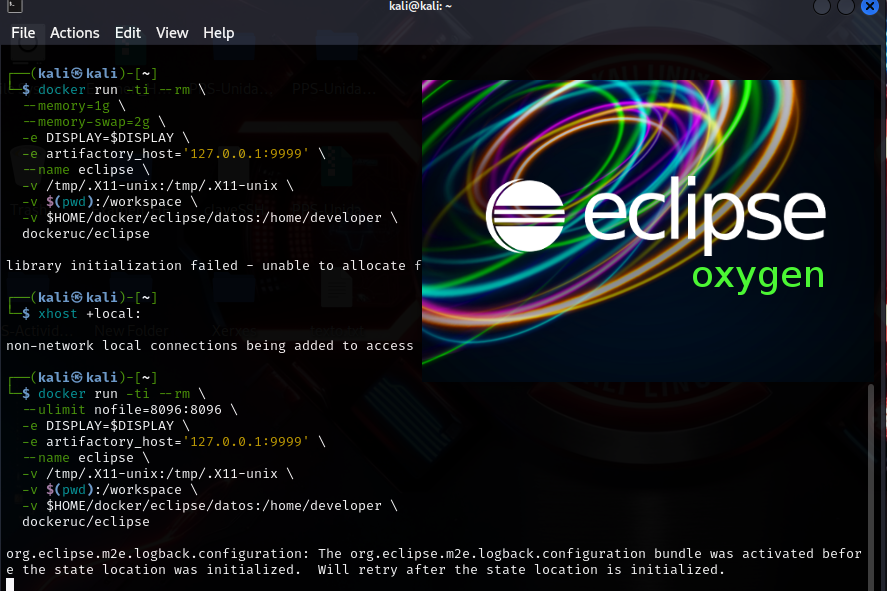 kali@kali: ~
File Actions Edit View Help
┌──(kali㉿kali)-[~]
└─$ docker run -ti --rm \
--memory=1g \
--memory-swap=2g \
-e DISPLAY=$DISPLAY \
-e artifactory_host='127.0.0.1:9999' \
--name eclipse \
-v /tmp/.X11-unix:/tmp/.X11-unix \
-v $(pwd):/workspace \
-v $HOME/docker/eclipse/datos:/home/developer \
dockeruc/eclipse
library initialization failed - unable to allocate f
┌──(kali㉿kali)-[~]
└─$ xhost +local:
non-network local connections being added to access
┌──(kali㉿kali)-[~]
└─$ docker run -ti --rm \
--ulimit nofile=8096:8096 \
-e DISPLAY=$DISPLAY \
-e artifactory_host='127.0.0.1:9999' \
--name eclipse \
-v /tmp/.X11-unix:/tmp/.X11-unix \
-v $(pwd):/workspace \
-v $HOME/docker/eclipse/datos:/home/developer \
dockeruc/eclipse
org.eclipse.m2e.logback.configuration: The org.eclipse.m2e.logback.configuration bundle was activated befor
e the state location was initialized.  Will retry after the state location is initialized.
eclipse
oxygen
New Folder